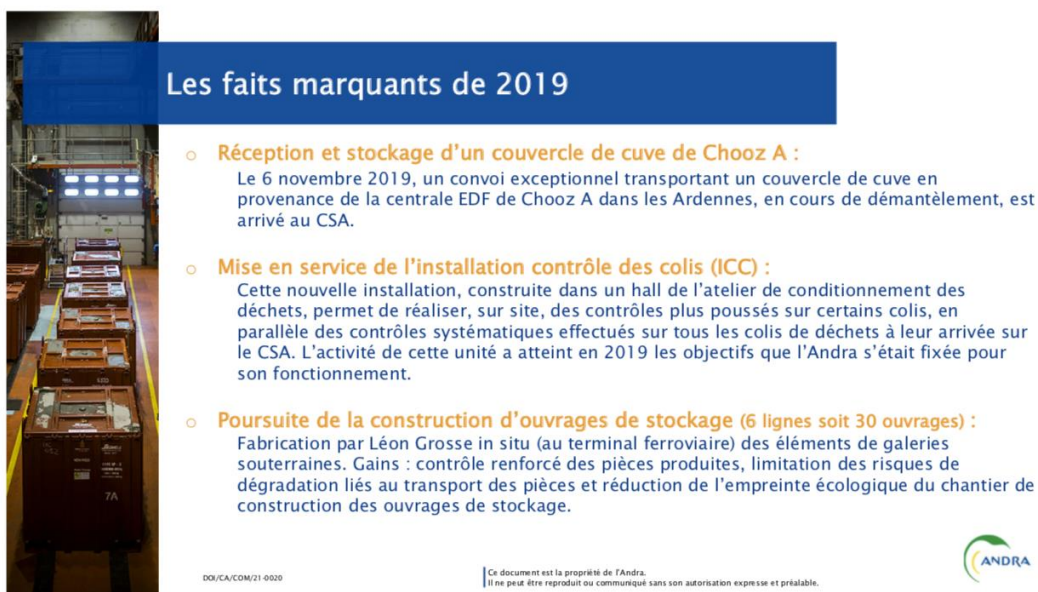 Les faits marquants de 2019
o Réception et stockage d'un couvercle de cuve de Chooz A :
Le 6 novembre 2019, un convoi exceptionnel transportant un couvercle de cuve en
provenance de la centrale EDF de Chooz A dans les Ardennes, en cours de démantèlement, est
arrivé au CSA.
o Mise en service de l'installation contrôle des colis (ICC) :
Cette nouvelle installation, construite dans un hall de l'atelier de conditionnement des
déchets, permet de réaliser, sur site, des contrôles plus poussés sur certains colis, en
parallèle des contrôles systématiques effectués sur tous les colis de déchets à leur arrivée sur
le CSA. L'activité de cette unité a atteint en 2019 les objectifs que l'Andra s'était fixée pour
son fonctionnement.
o Poursuite de la construction d'ouvrages de stockage (6 lignes soit 30 ouvrages) :
Fabrication par Léon Grosse in situ (au terminal ferroviaire) des éléments de galeries
souterraines. Gains : contrôle renforcé des pièces produites, limitation des risques de
dégradation liés au transport des pièces et réduction de l'empreinte écologique du chantier de
construction des ouvrages de stockage.
7A
DOI/CA/COM/21-0020
Ce document est la propriété de l'Andra.
Il ne peut être reproduit ou communiqué sans son autorisation expresse et préalable.
ANDRA